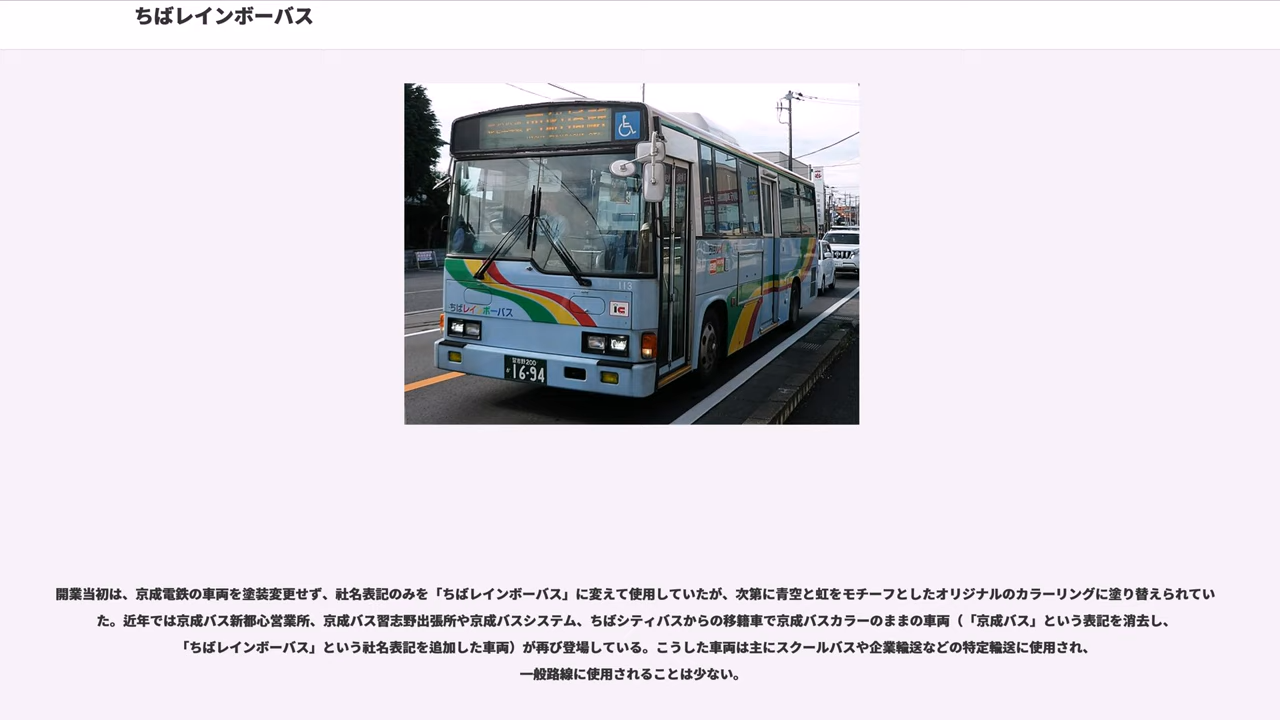 ちばレインボーバス
113
ちばレインボーバス
ic
習志野200
か 16-94
開業当初は、京成電鉄の車両を塗装変更せず、社名表記のみを「ちばレインボーバス」に変えて使用していたが、次第に青空と虹をモチーフとしたオリジナルのカラーリングに塗り替えられてい
た。近年では京成バス新都心営業所、京成バス習志野出張所や京成バスシステム、ちばシティバスからの移籍車で京成バスカラーのままの車両（「京成バス」という表記を消去し、
「ちばレインボーバス」という社名表記を追加した車両）が再び登場している。こうした車両は主にスクールバスや企業輸送などの特定輸送に使用され、
一般路線に使用されることは少ない。